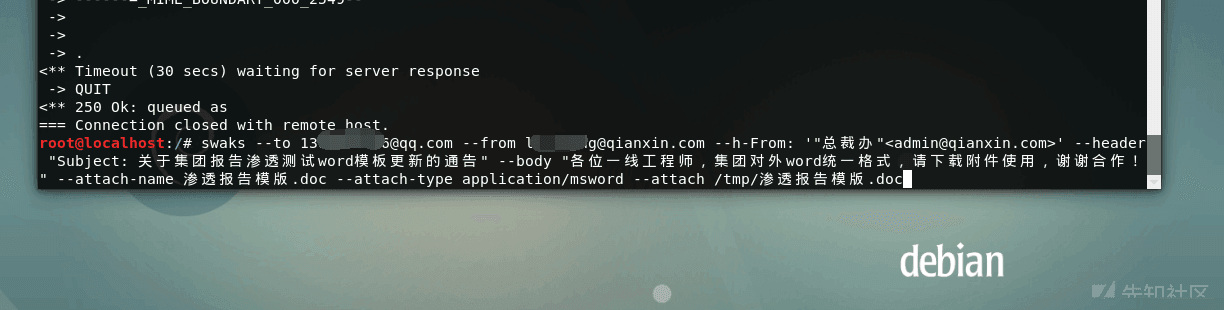 -> ------=_MIME_BOUNDARY_000_2549--
 ->
 ->
 -> .
<** Timeout (30 secs) waiting for server response
 -> QUIT
<** 250 Ok: queued as
=== Connection closed with remote host.
root@localhost:/# swaks --to 13 6@qq.com --from l g@qianxin.com --h-From: '"总裁办"<admin@qianxin.com>' --header
 "Subject: 关于集团报告渗透测试word模板更新的通告" --body "各位一线工程师，集团对外word统一格式，请下载附件使用，谢谢合作！
" --attach-name 渗透报告模版.doc --attach-type application/msword --attach /tmp/渗透报告模版.doc
debian
先知社区